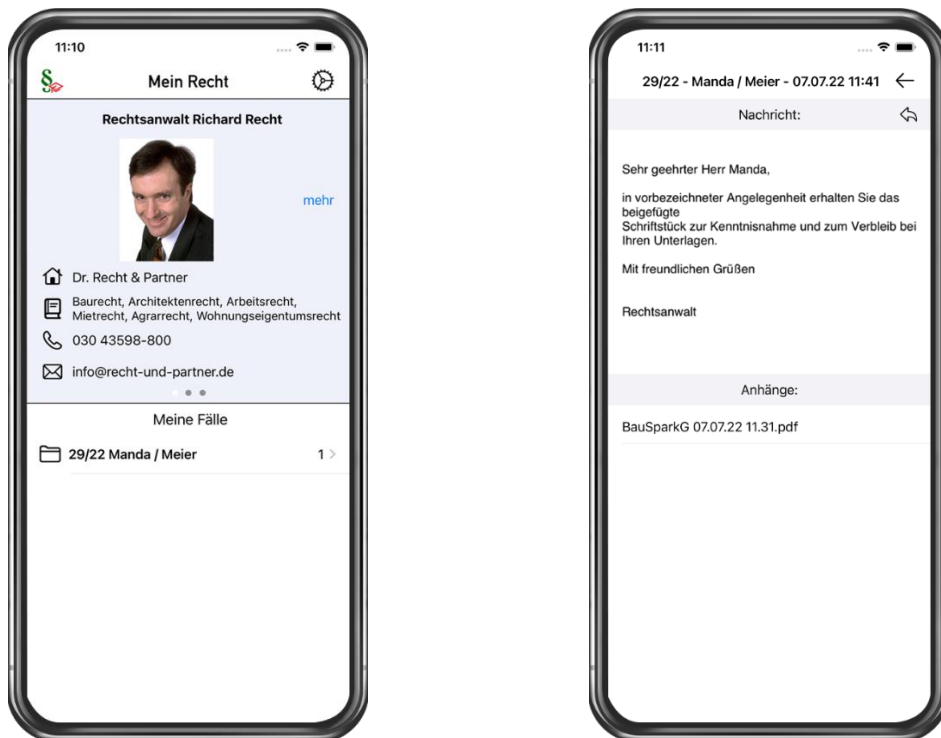 11:10
Mein Recht
Rechtsanwalt Richard Recht
mehr
Dr. Recht & Partner
Baurecht, Architektenrecht, Arbeitsrecht,
Mietrecht, Agrarrecht, Wohnungseigentumsrecht
030 43598-800
info@recht-und-partner.de
Meine Fälle
29/22 Manda / Meier 1 >
11:11
29/22 - Manda / Meier - 07.07.22 11:41
Nachricht:
Sehr geehrter Herr Manda,
in vorbezeichneter Angelegenheit erhalten Sie das
beigefügte
Schriftstück zur Kenntnisnahme und zum Verbleib bei
Ihren Unterlagen.
Mit freundlichen Grüßen
Rechtsanwalt
Anhänge:
BauSparkG 07.07.22 11.31.pdf